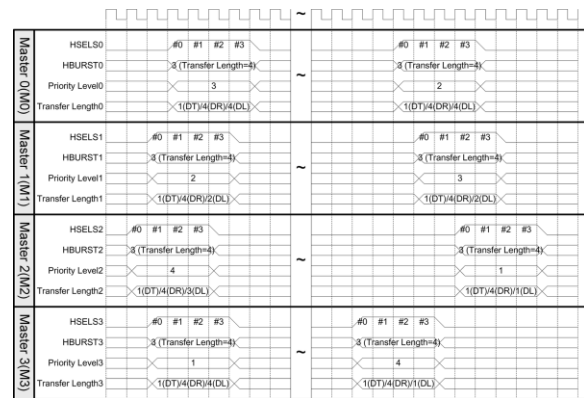 ~
Master 0(M0)
HSELS0 #0 #1 #2 #3 #0 #1 #2 #3
HBURST0 3 (Transfer Length=4) ~ 3 (Transfer Length=4)
Priority Level0 3 2
Transfer Length0 1(DT)/4(DR)/4(DL) 1(DT)/4(DR)/4(DL)
Master 1(M1)
HSELS1 #0 #1 #2 #3 #0 #1 #2 #3
HBURST1 3 (Transfer Length=4) ~ 3 (Transfer Length=4)
Priority Level1 2 3
Transfer Length1 1(DT)/4(DR)/2(DL) 1(DT)/4(DR)/2(DL)
Master 2(M2)
HSELS2 #0 #1 #2 #3 #0 #1 #2 #3
HBURST2 3 (Transfer Length=4) ~ 3 (Transfer Length=4)
Priority Level2 4 1
Transfer Length2 1(DT)/4(DR)/3(DL) 1(DT)/4(DR)/1(DL)
Master 3(M3)
HSELS3 #0 #1 #2 #3 #0 #1 #2 #3
HBURST3 3 (Transfer Length=4) ~ 3 (Transfer Length=4)
Priority Level3 1 4
Transfer Length3 1(DT)/4(DR)/4(DL) 1(DT)/4(DR)/1(DL)